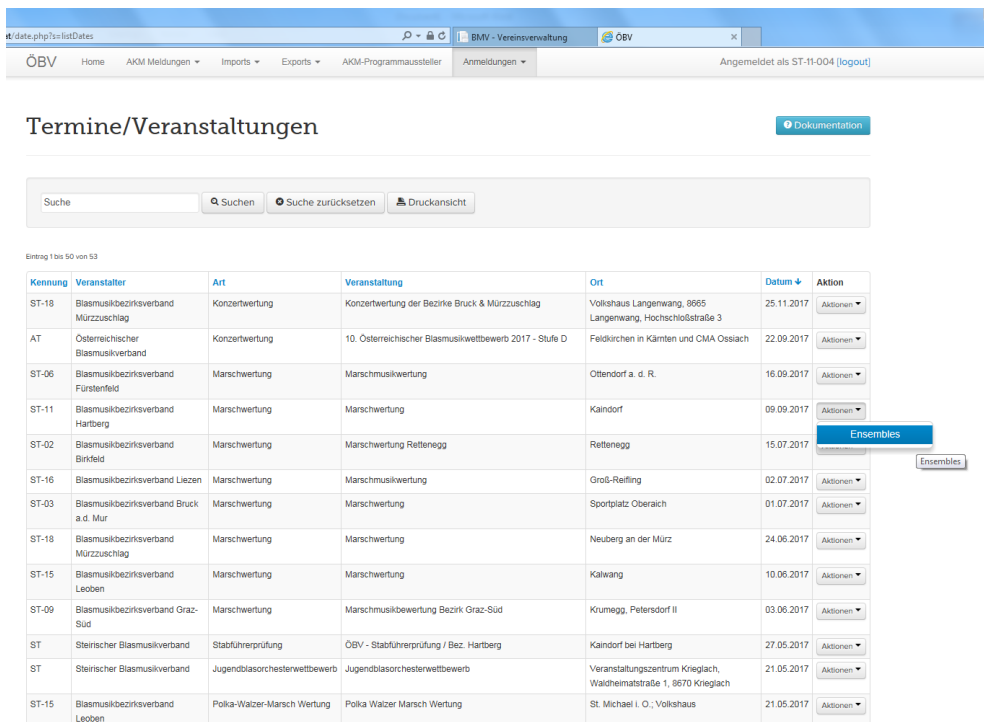 at/date.php?s=listDates
BMV - Vereinsverwaltung
ÖBV
ÖBV Home AKM Meldungen Imports Exports AKM-Programmaussteller Anmeldungen Angemeldet als ST-11-004 [logout]
Termine/Veranstaltungen
Dokumentation
Suche Suchen Suche zurücksetzen Druckansicht
Eintrag 1 bis 50 von 53
Kennung Veranstalter Art Veranstaltung Ort Datum Aktion
ST-18 Blasmusikbezirksverband Konzertwertung Konzertwertung der Bezirke Bruck & Mürzzuschlag Volkshaus Langenwang, 8665 25.11.2017 Aktionen
Mürzzuschlag Langenwang, Hochschloßstraße 3
AT Österreichischer Konzertwertung 10. Österreichischer Blasmusikwettbewerb 2017 - Stufe D Feldkirchen in Kärnten und CMA Ossiach 22.09.2017 Aktionen
Blasmusikverband
ST-06 Blasmusikbezirksverband Marschwertung Marschmusikwertung Ottendorf a. d. R. 16.09.2017 Aktionen
Fürstenfeld
ST-11 Blasmusikbezirksverband Marschwertung Marschwertung Kaindorf 09.09.2017 Aktionen
Hartberg
Ensembles
ST-02 Blasmusikbezirksverband Marschwertung Marschwertung Rettenegg Rettenegg 15.07.2017
Birkfeld
Ensembles
ST-16 Blasmusikbezirksverband Liezen Marschwertung Marschmusikwertung Groß-Reifling 02.07.2017 Aktionen
ST-03 Blasmusikbezirksverband Bruck Marschwertung Marschwertung Sportplatz Oberaich 01.07.2017 Aktionen
a.d. Mur
ST-18 Blasmusikbezirksverband Marschwertung Marschwertung Neuberg an der Mürz 24.06.2017 Aktionen
Mürzzuschlag
ST-15 Blasmusikbezirksverband Marschwertung Marschwertung Kalwang 10.06.2017 Aktionen
Leoben
ST-09 Blasmusikbezirksverband Graz- Marschwertung Marschmusikbewertung Bezirk Graz-Süd Krumegg, Petersdorf II 03.06.2017 Aktionen
Süd
ST Steirischer Blasmusikverband Stabführerprüfung ÖBV - Stabführerprüfung / Bez. Hartberg Kaindorf bei Hartberg 27.05.2017 Aktionen
ST Steirischer Blasmusikverband Jugendblasorchesterwettbewerb Jugendblasorchesterwettbewerb Veranstaltungszentrum Krieglach, 21.05.2017 Aktionen
Waldheimatstraße 1, 8670 Krieglach
ST-15 Blasmusikbezirksverband Polka-Walzer-Marsch Wertung Polka Walzer Marsch Wertung St. Michael i. O.; Volkshaus 21.05.2017 Aktionen
Leoben